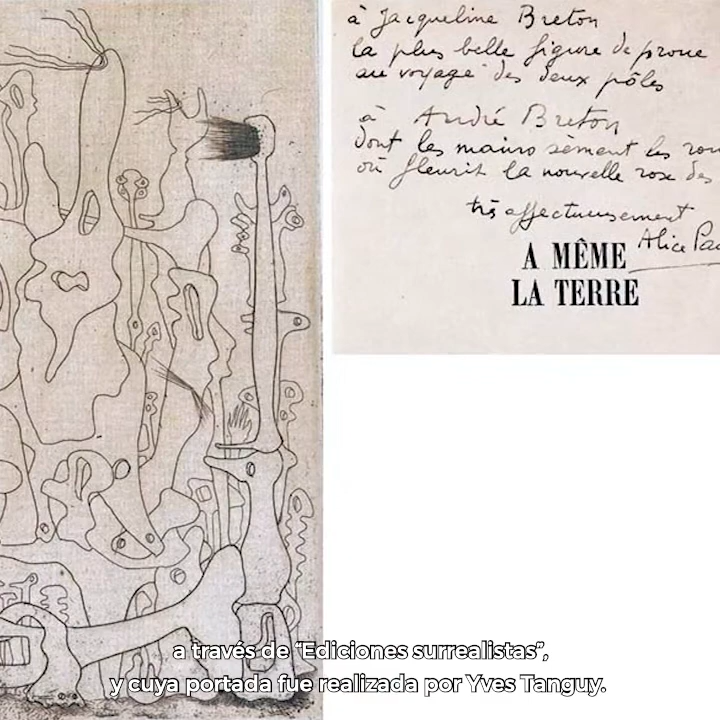 à Jacqueline Breton
la plus belle figure de proue
au voyage des deux pôles
à André Breton
dont les mains sèment les
où fleurit la nouvelle rose des
très affectueusement
Alice
A MÊME
LA TERRE
a través de “Ediciones surrealistas”,
y cuya portada fue realizada por Yves Tanguy.